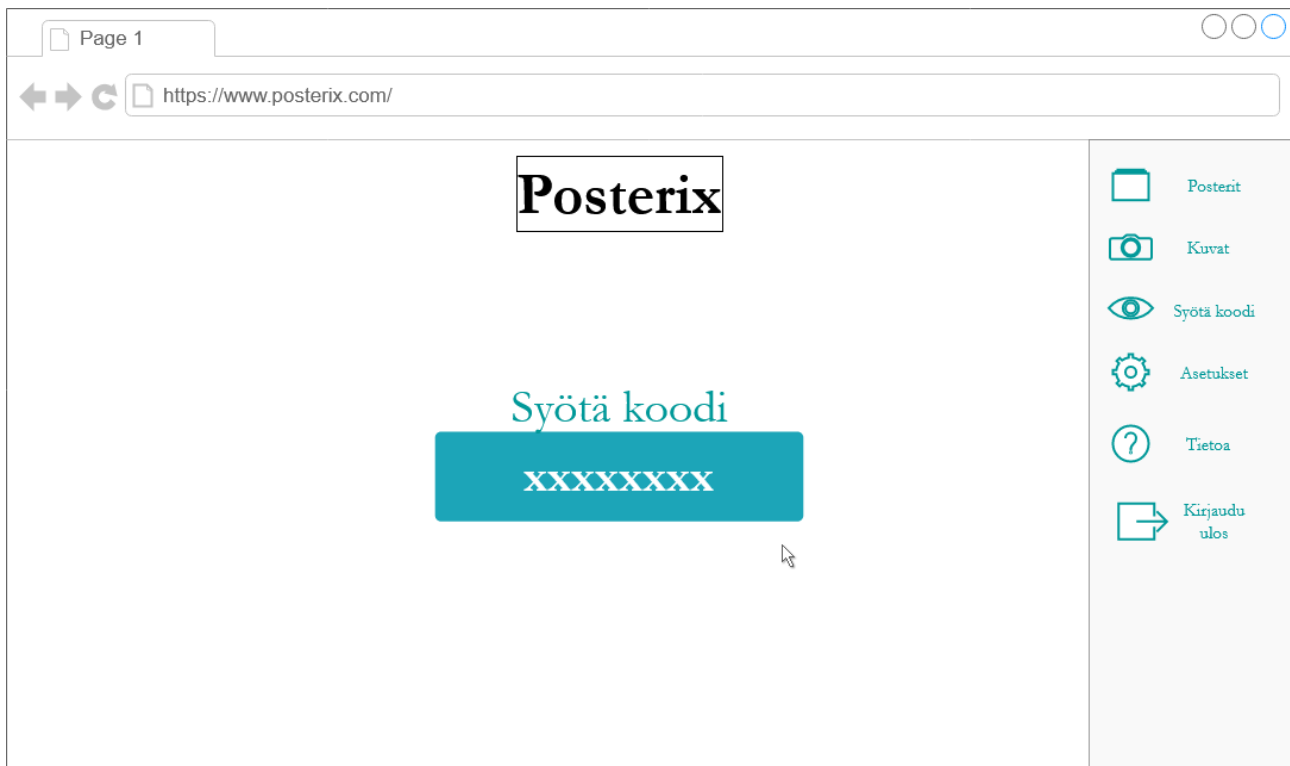 Page 1
https://www.posterix.com/
Posterix
Syötä koodi
xxxxxxxx
Posterit
Kuvat
Syötä koodi
Asetukset
?
Tietoa
Kirjaudu
ulos